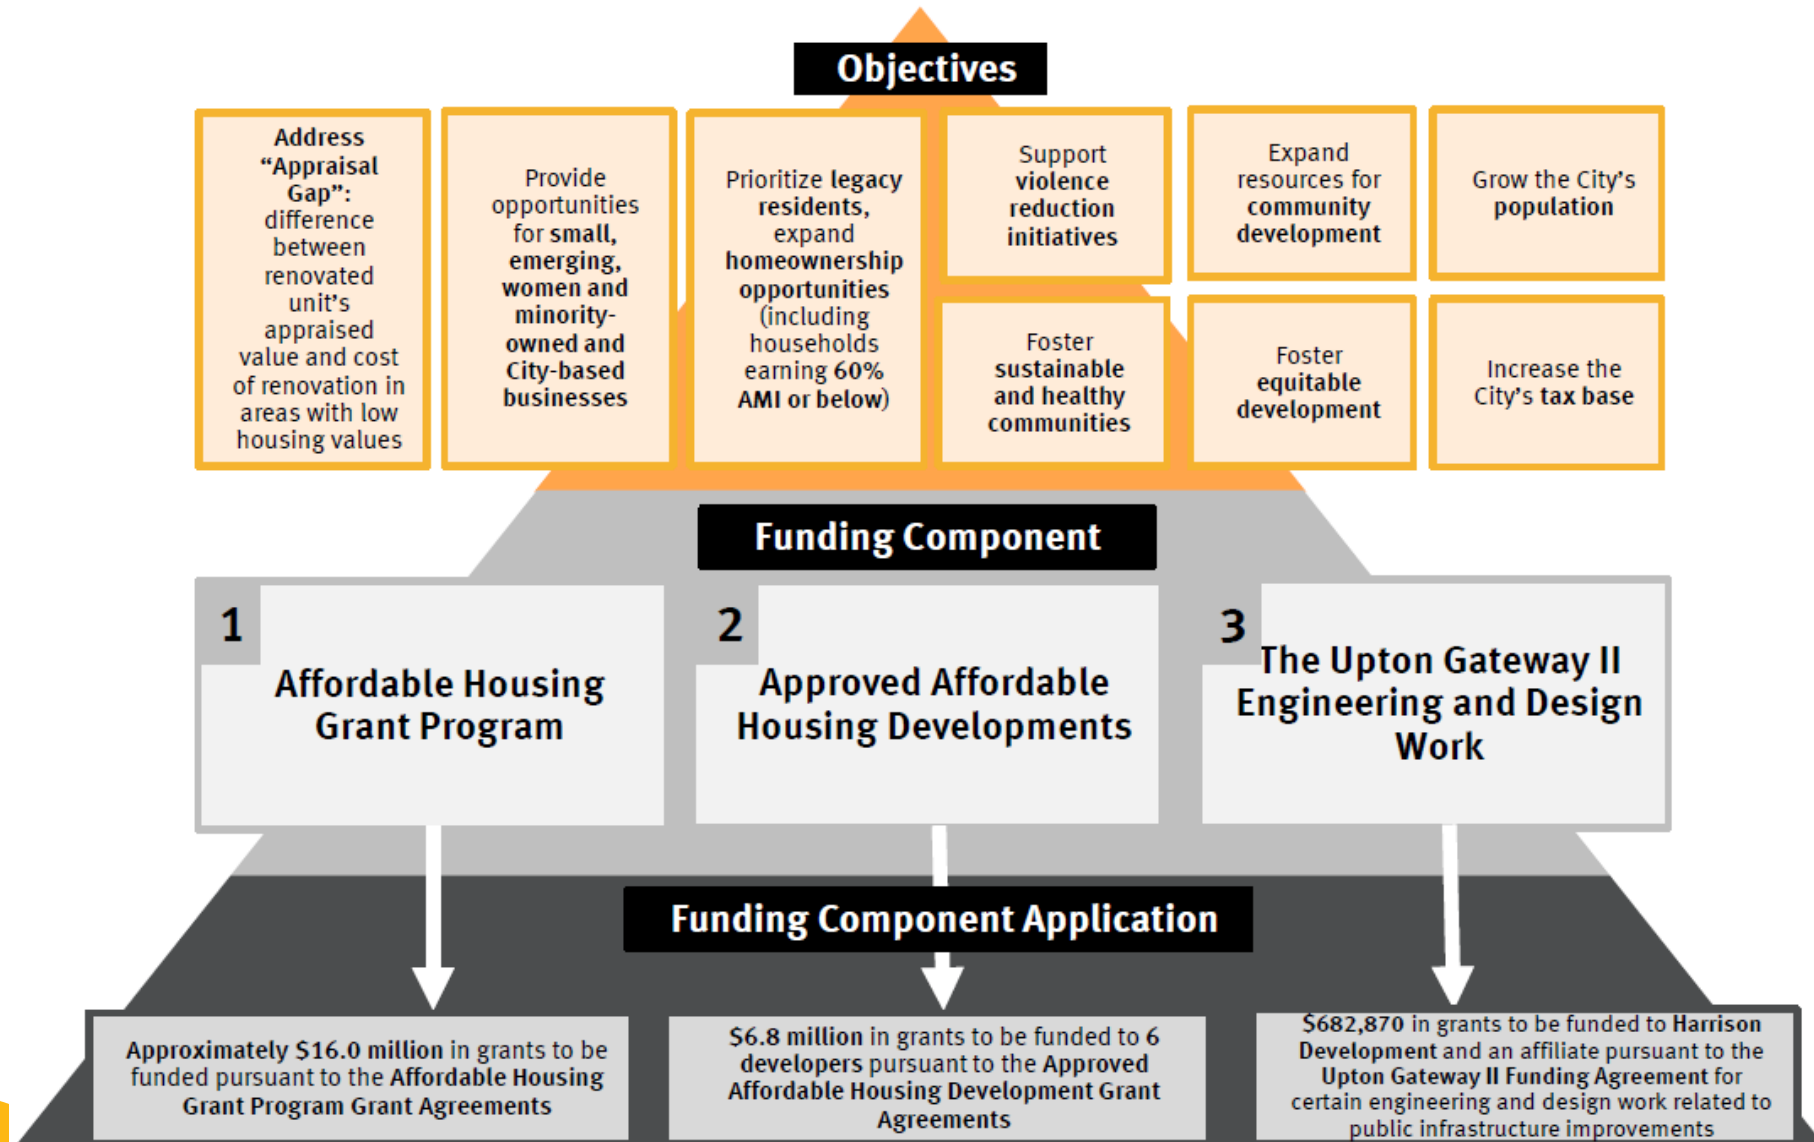 Objectives
Address
“Appraisal
Gap”:
difference
between
renovated
unit’s
appraised
value and cost
of renovation in
areas with low
housing values
Provide
opportunities
for small,
emerging,
women and
minority-
owned and
City-based
businesses
Prioritize legacy
residents,
expand
homeownership
opportunities
(including
households
earning 60%
AMI or below)
Support
violence
reduction
initiatives
Expand
resources for
community
development
Grow the City’s
population
Foster
sustainable
and healthy
communities
Foster
equitable
development
Increase the
City’s tax base
Funding Component
1
Affordable Housing
Grant Program
2
Approved Affordable
Housing Developments
3
The Upton Gateway II
Engineering and Design
Work
Funding Component Application
Approximately $16.0 million in grants to be
funded pursuant to the Affordable Housing
Grant Program Grant Agreements
$6.8 million in grants to be funded to 6
developers pursuant to the Approved
Affordable Housing Development Grant
Agreements
$682,870 in grants to be funded to Harrison
Development and an affiliate pursuant to the
Upton Gateway II Funding Agreement for
certain engineering and design work related to
public infrastructure improvements